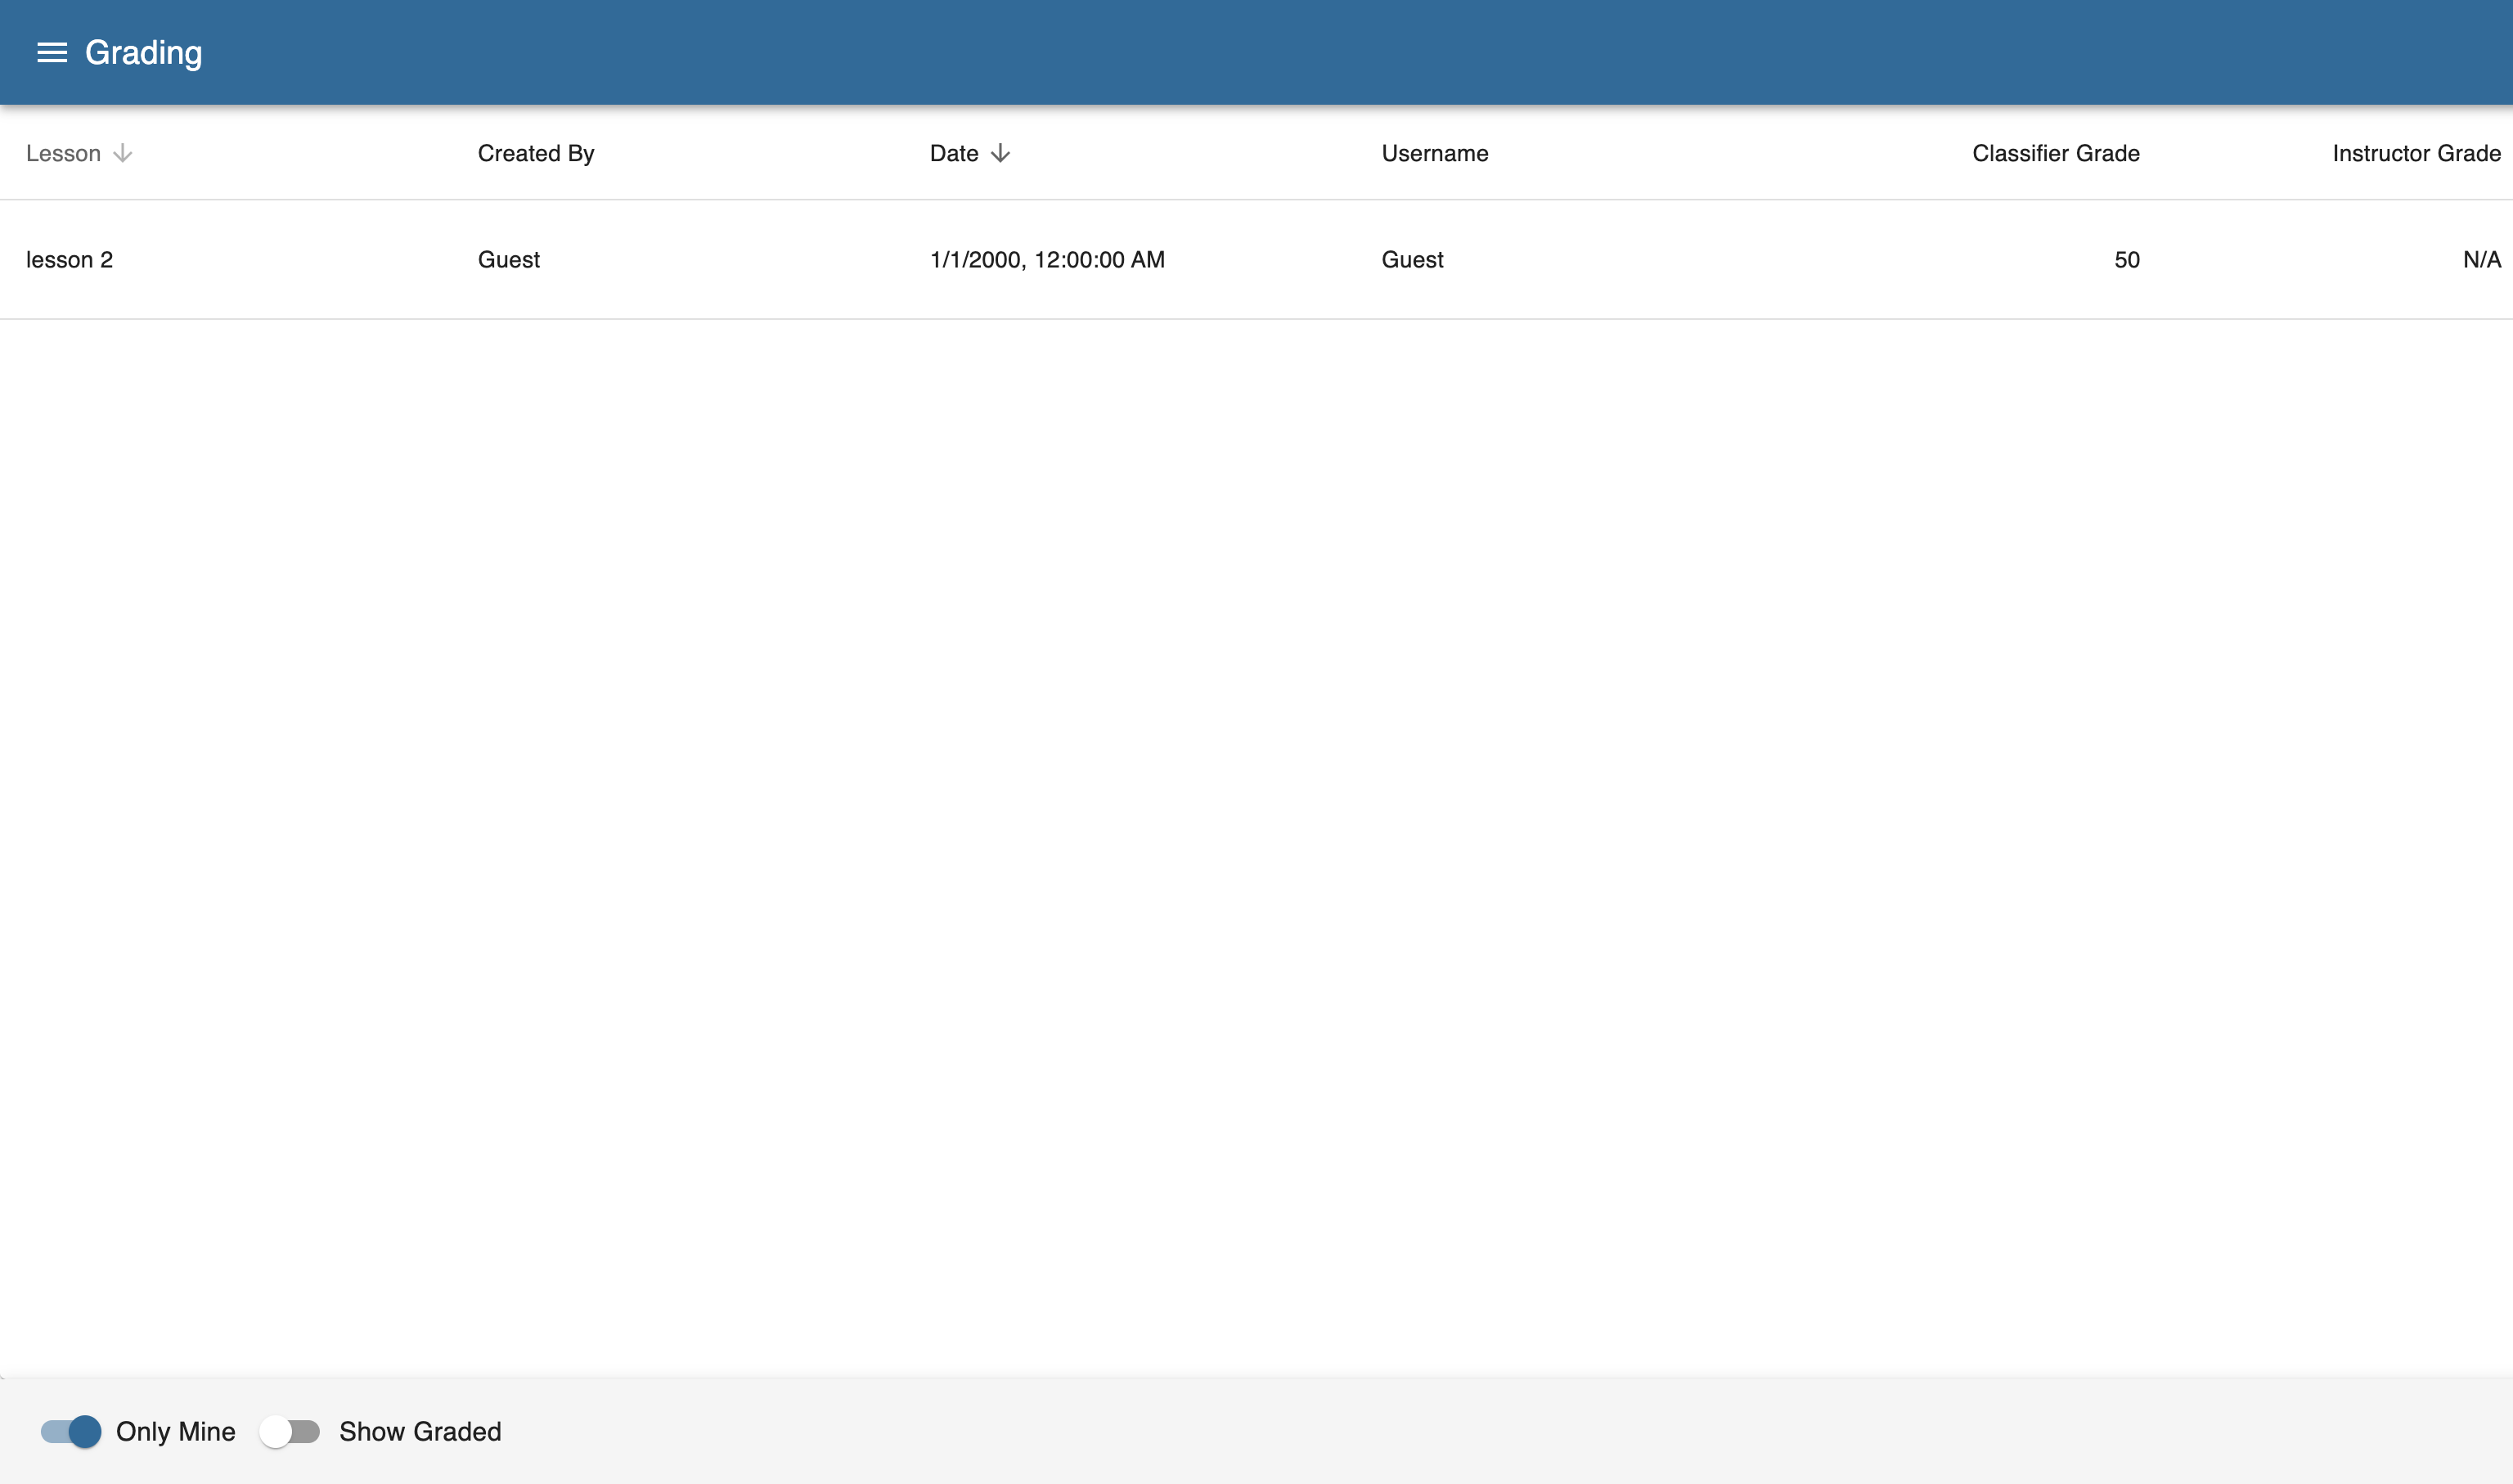 Grading
Lesson Created By Date Username Classifier Grade Instructor Grade
lesson 2 Guest 1/1/2000, 12:00:00 AM Guest 50 N/A
Only Mine Show Graded